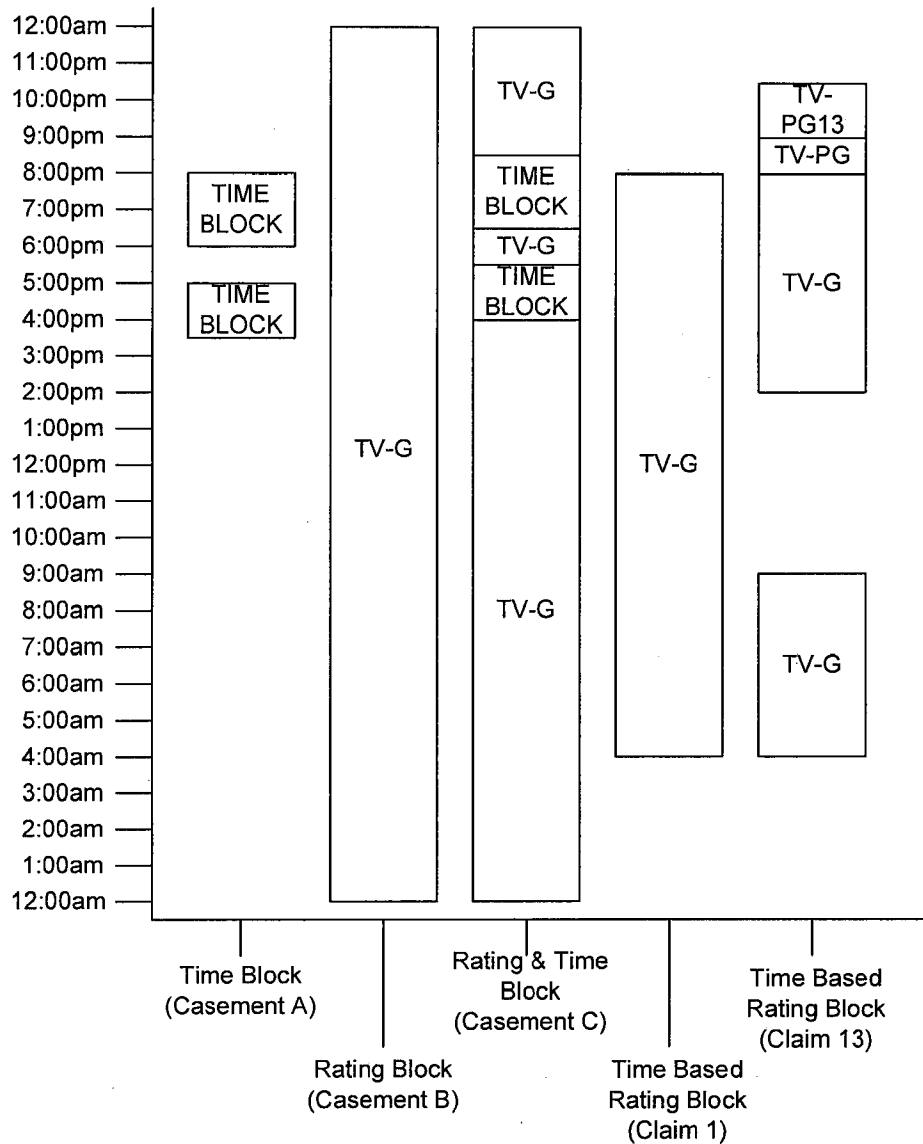 12:00am
11:00pm
10:00pm
9:00pm
8:00pm
7:00pm
6:00pm
5:00pm
4:00pm
3:00pm
2:00pm
1:00pm
12:00pm
11:00am
10:00am
9:00am
8:00am
7:00am
6:00am
5:00am
4:00am
3:00am
2:00am
1:00am
12:00am
TIME
BLOCK
TIME
BLOCK
TV-G
TV-G
TIME
BLOCK
TV-G
TIME
BLOCK
TV-G
TV-G
TV-
PG13
TV-PG
TV-G
TV-G
Time Block
(Casement A)
Rating Block
(Casement B)
Rating & Time
Block
(Casement C)
Time Based
Rating Block
(Claim 1)
Time Based
Rating Block
(Claim 13)